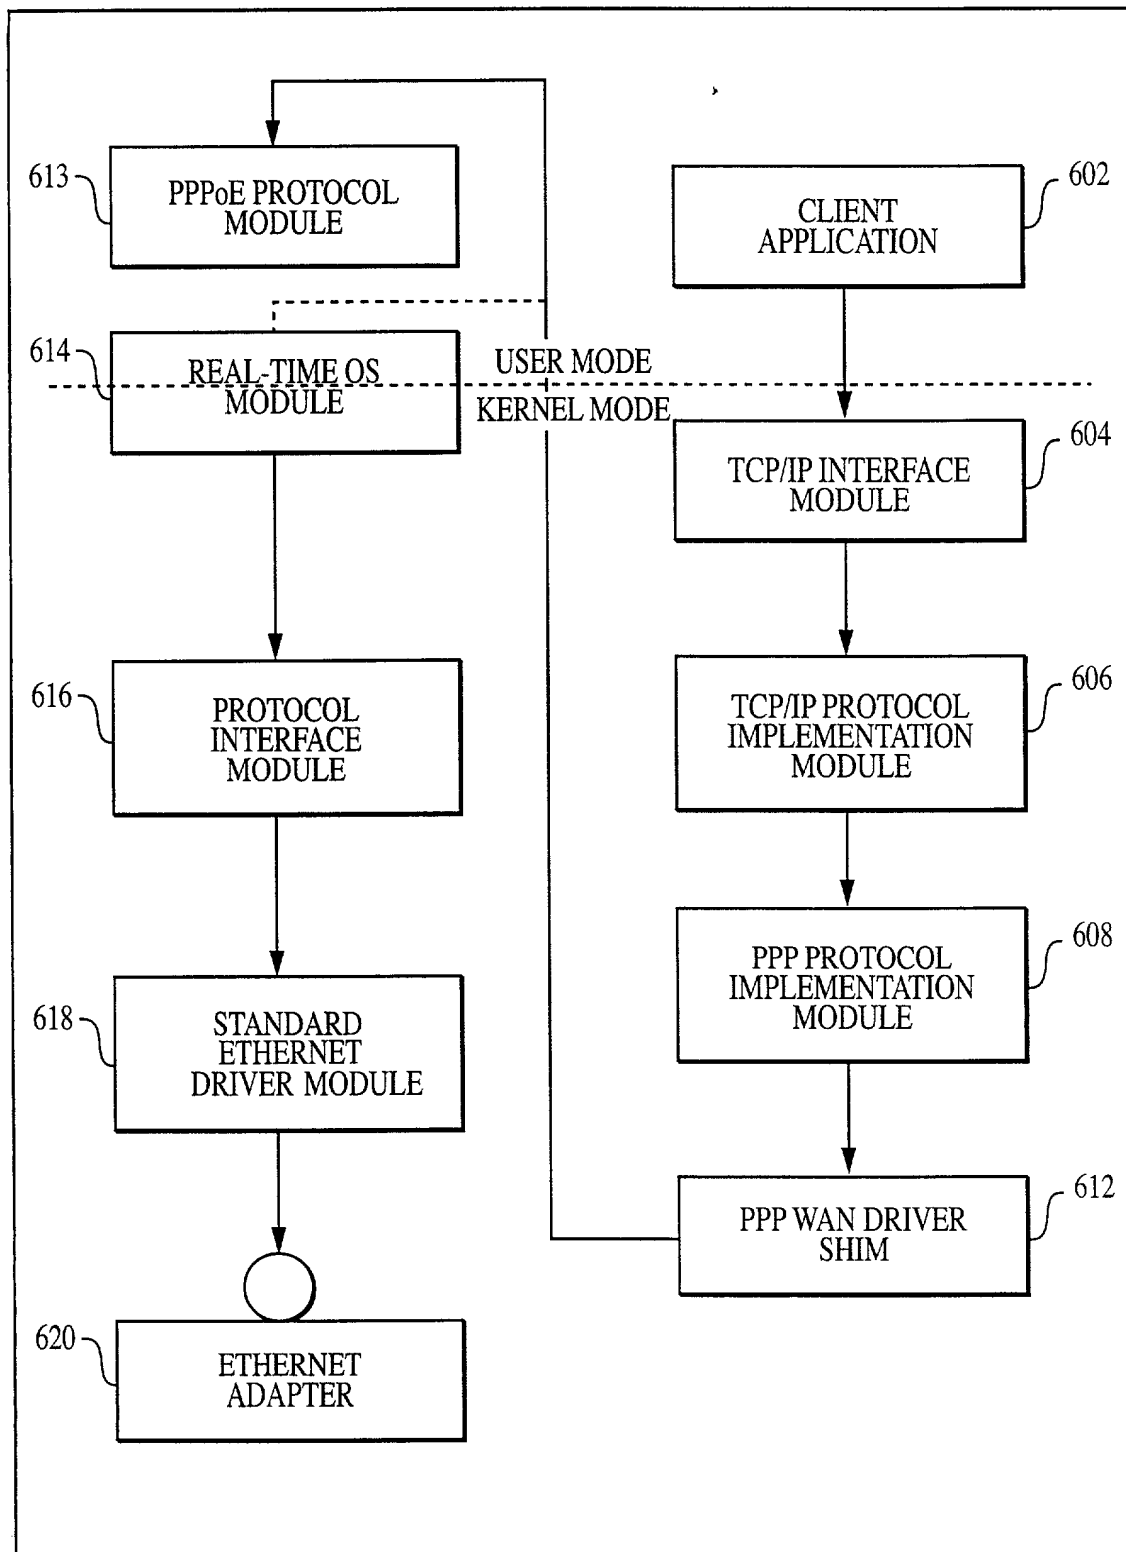 613
PPPoE PROTOCOL
MODULE
602
CLIENT
APPLICATION
614
REAL-TIME OS
MODULE
USER MODE
KERNEL MODE
604
TCP/IP INTERFACE
MODULE
616
PROTOCOL
INTERFACE
MODULE
606
TCP/IP PROTOCOL
IMPLEMENTATION
MODULE
608
PPP PROTOCOL
IMPLEMENTATION
MODULE
618
STANDARD
ETHERNET
DRIVER MODULE
612
PPP WAN DRIVER
SHIM
620
ETHERNET
ADAPTER